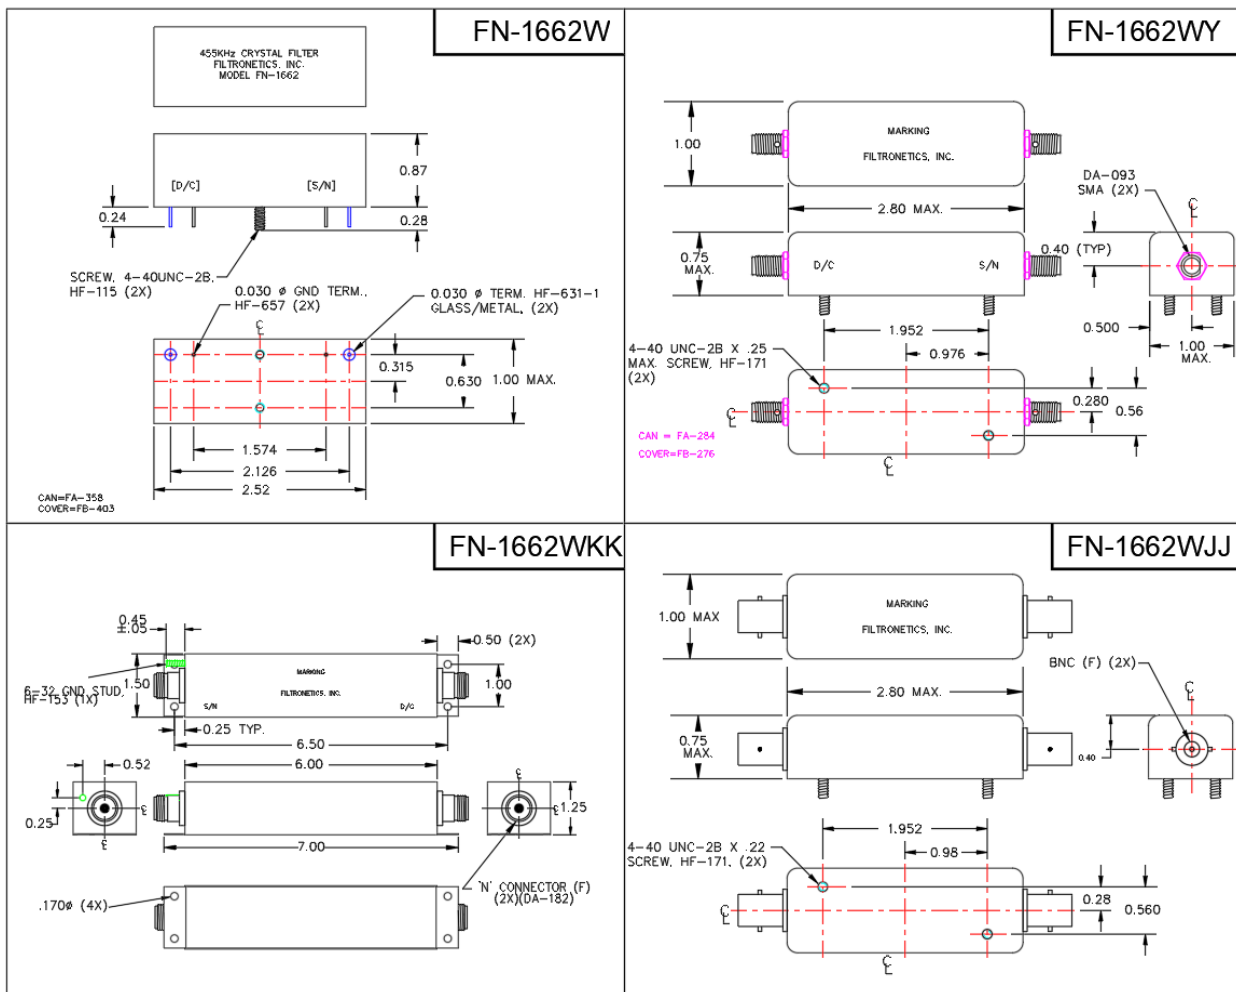 FN-1662W
455KHz CRYSTAL FILTER
FILTRONETICS, INC.
MODEL FN-1662
[D/C]
[S/N]
0.87
0.24
0.28
SCREW, 4-40UNC-2B,
HF-115 (2X)
0.030 ø GND TERM.,
HF-657 (2X)
0.030 ø TERM. HF-631-1
GLASS/METAL, (2X)
℄
0.315
0.630
1.00 MAX.
1.574
2.126
2.52
CAN=FA-358
COVER=FB-403
FN-1662WY
MARKING
FILTRONETICS, INC.
1.00
2.80 MAX.
DA-093
SMA (2X)
℄
0.75
MAX.
D/C
S/N
0.40 (TYP)
0.500
1.00
MAX.
1.952
0.976
4-40 UNC-2B X .25
MAX. SCREW, HF-171
(2X)
0.280
0.56
℄
℄
CAN = FA-284
COVER=FB-276
FN-1662WKK
0.45
±.05
0.50 (2X)
6-32 GND STUD,
HF-153 (1X)
1.50
MARKING
FILTRONETICS, INC.
S/N
D/C
1.00
0.25 TYP.
6.50
6.00
0.52
0.25
℄
℄
℄
℄
1.25
7.00
'N' CONNECTOR (F)
(2X)(DA-182)
.170ø (4X)
FN-1662WJJ
MARKING
FILTRONETICS, INC.
1.00 MAX
2.80 MAX.
BNC (F) (2X)
℄
0.75
MAX.
0.40
1.952
0.98
4-40 UNC-2B X .22
SCREW, HF-171, (2X)
0.28
0.560
℄
℄